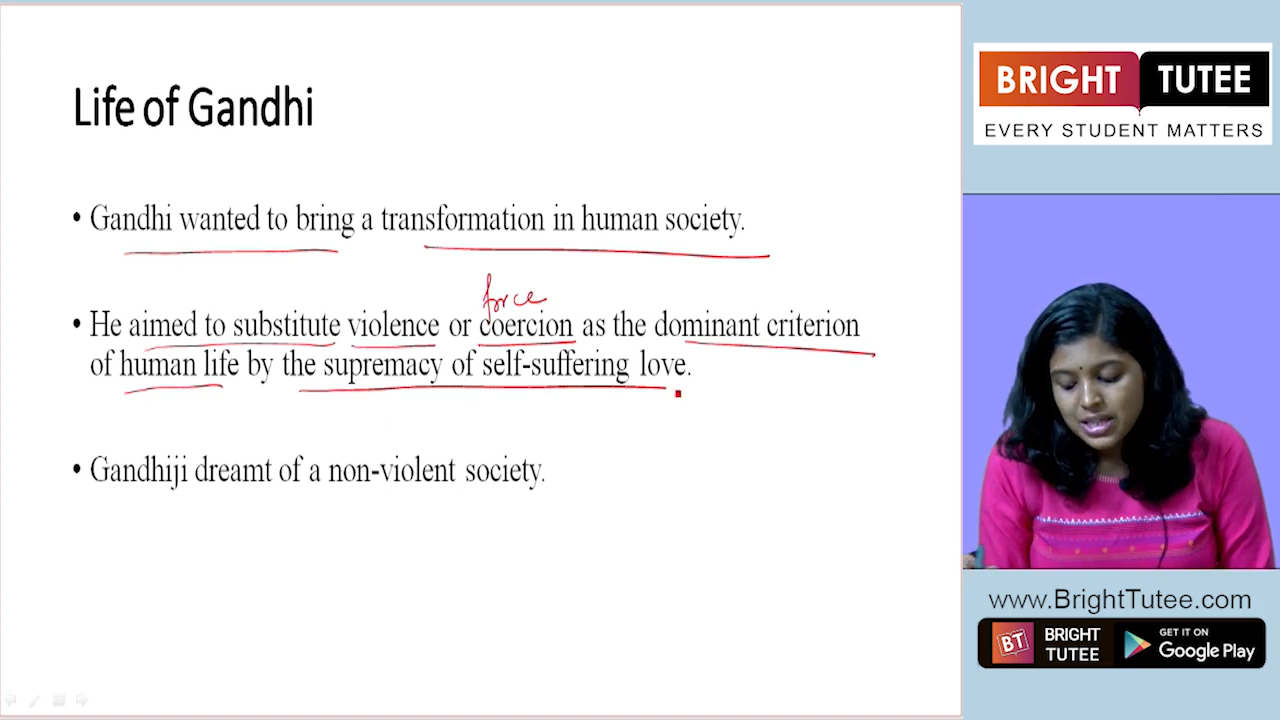 Life of Gandhi
• Gandhi wanted to bring a transformation in human society.
force
• He aimed to substitute violence or coercion as the dominant criterion
of human life by the supremacy of self-suffering love.
• Gandhiji dreamt of a non-violent society.
BRIGHT TUTEE
EVERY STUDENT MATTERS
www.BrightTutee.com
BT
BRIGHT
TUTEE
GET IT ON
Google Play